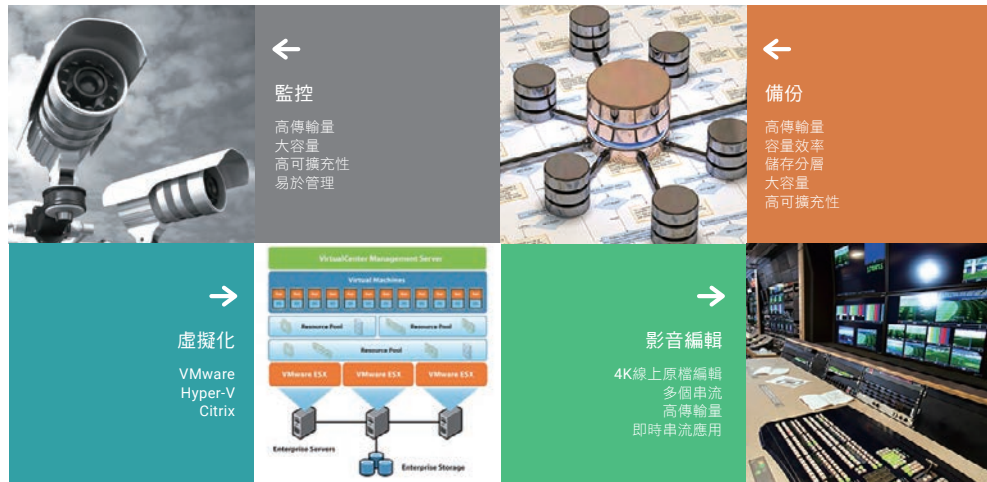 監控
高傳輸量
大容量
高可擴充性
易於管理
備份
高傳輸量
容量效率
儲存分層
大容量
高可擴充性
虛擬化
VMware
Hyper-V
Citrix
VirtualCenter Management Server
Virtual Machines
Resource Pool
Resource Pool
Resource Pool
VMware ESX
VMware ESX
VMware ESX
Enterprise Servers
Enterprise Storage
影音編輯
4K線上原檔編輯
多個串流
高傳輸量
即時串流應用